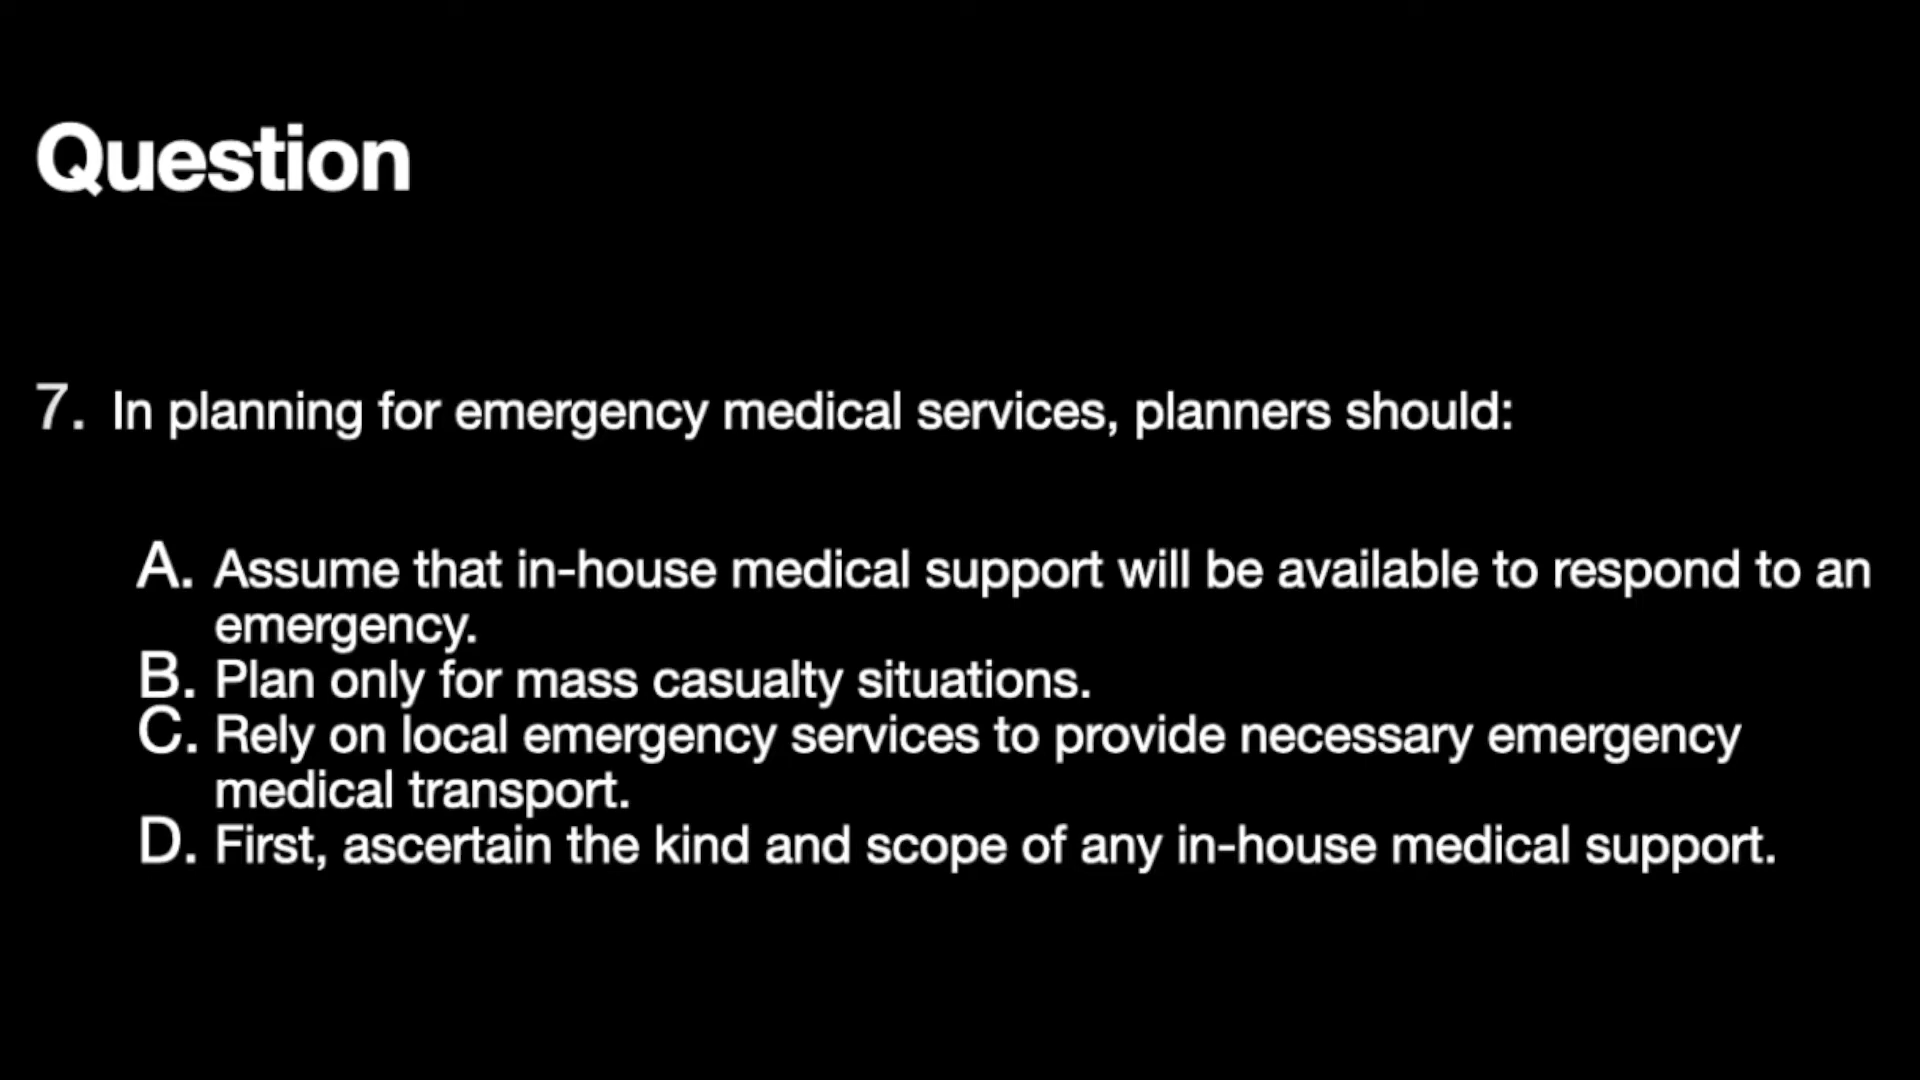 Question
7. In planning for emergency medical services, planners should:
A. Assume that in-house medical support will be available to respond to an
emergency.
B. Plan only for mass casualty situations.
C. Rely on local emergency services to provide necessary emergency
medical transport.
D. First, ascertain the kind and scope of any in-house medical support.